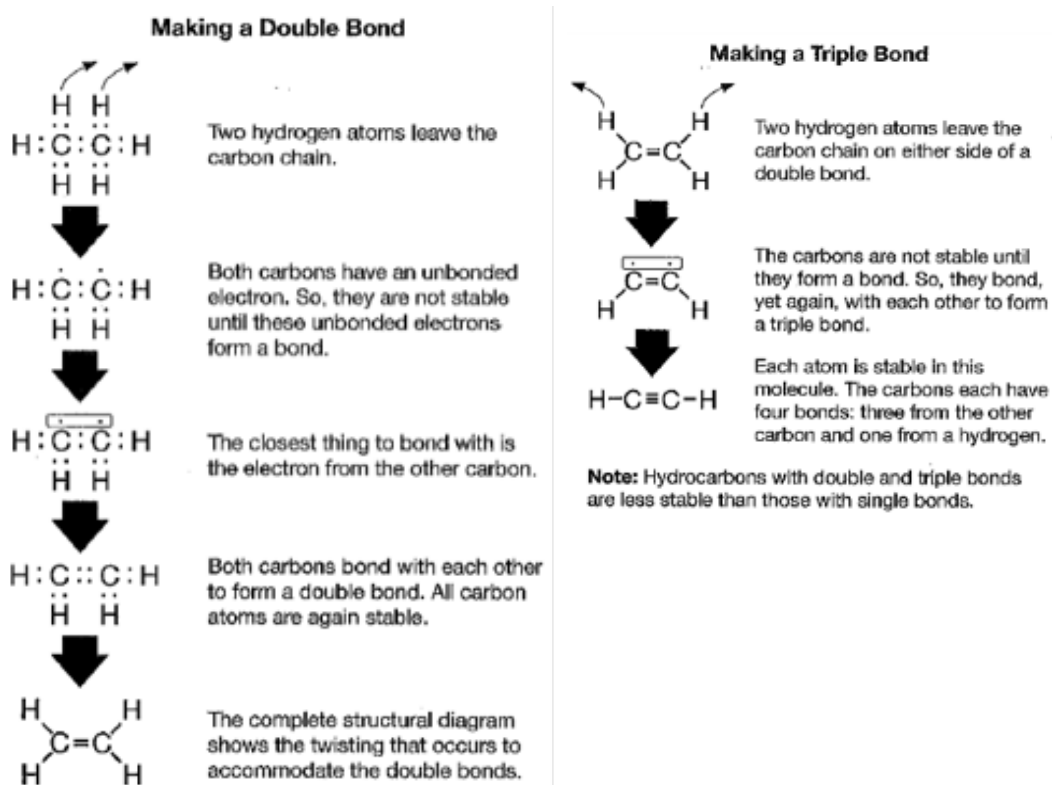 Making a Double Bond
H H
H:C:C:H
H H
Two hydrogen atoms leave the
carbon chain.
H:C:C:H
H H
Both carbons have an unbonded
electron. So, they are not stable
until these unbonded electrons
form a bond.
H:C:C:H
H H
The closest thing to bond with is
the electron from the other carbon.
H:C::C:H
H H
Both carbons bond with each other
to form a double bond. All carbon
atoms are again stable.
H H
C=C
H H
The complete structural diagram
shows the twisting that occurs to
accommodate the double bonds.
Making a Triple Bond
H H
C=C
H H
Two hydrogen atoms leave the
carbon chain on either side of a
double bond.
C=C
H H
The carbons are not stable until
they form a bond. So, they bond,
yet again, with each other to form
a triple bond.
H-C≡C-H
Each atom is stable in this
molecule. The carbons each have
four bonds: three from the other
carbon and one from a hydrogen.
Note: Hydrocarbons with double and triple bonds
are less stable than those with single bonds.